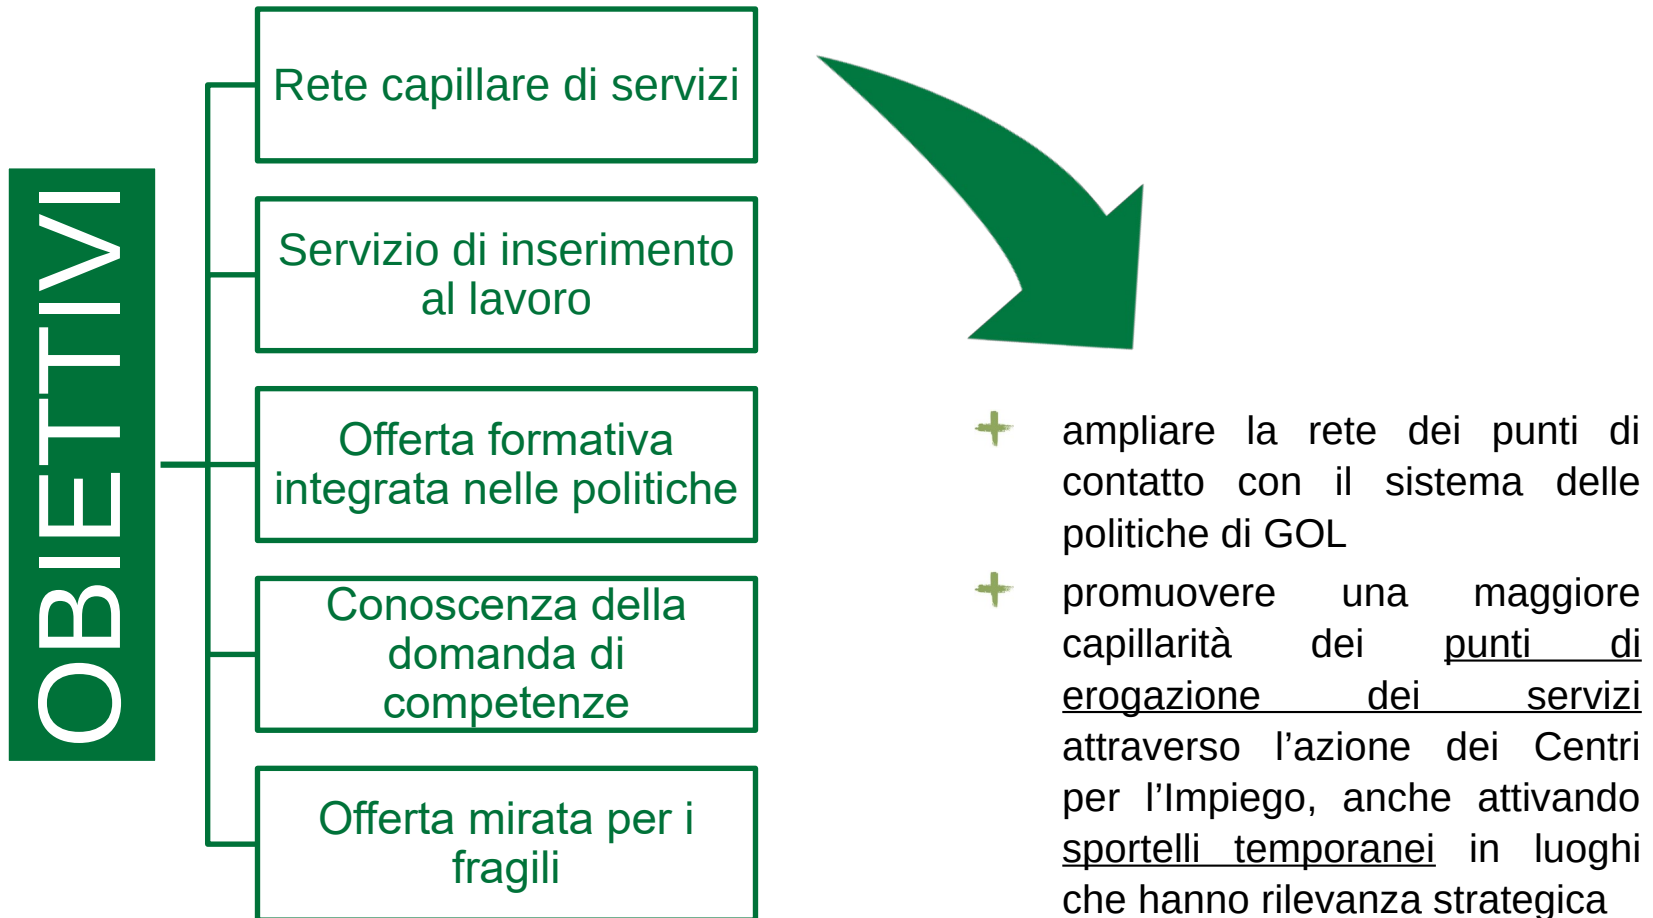 OBIETTIVI
Rete capillare di servizi
Servizio di inserimento
al lavoro
Offerta formativa
integrata nelle politiche
Conoscenza della
domanda di
competenze
Offerta mirata per i
fragili
ampliare la rete dei punti di
contatto con il sistema delle
politiche di GOL
promuovere una maggiore
capillarità dei punti di
erogazione dei servizi
attraverso l’azione dei Centri
per l’Impiego, anche attivando
sportelli temporanei in luoghi
che hanno rilevanza strategica